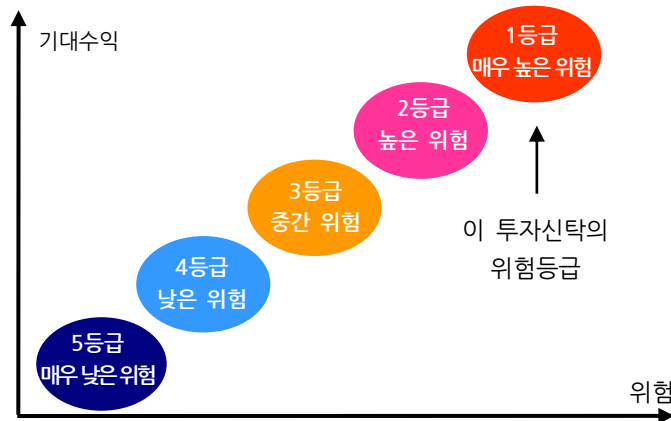 기대수익
1등급
매우 높은 위험
2등급
높은 위험
3등급
중간 위험
이 투자신탁의
위험등급
4등급
낮은 위험
5등급
매우 낮은 위험
위험